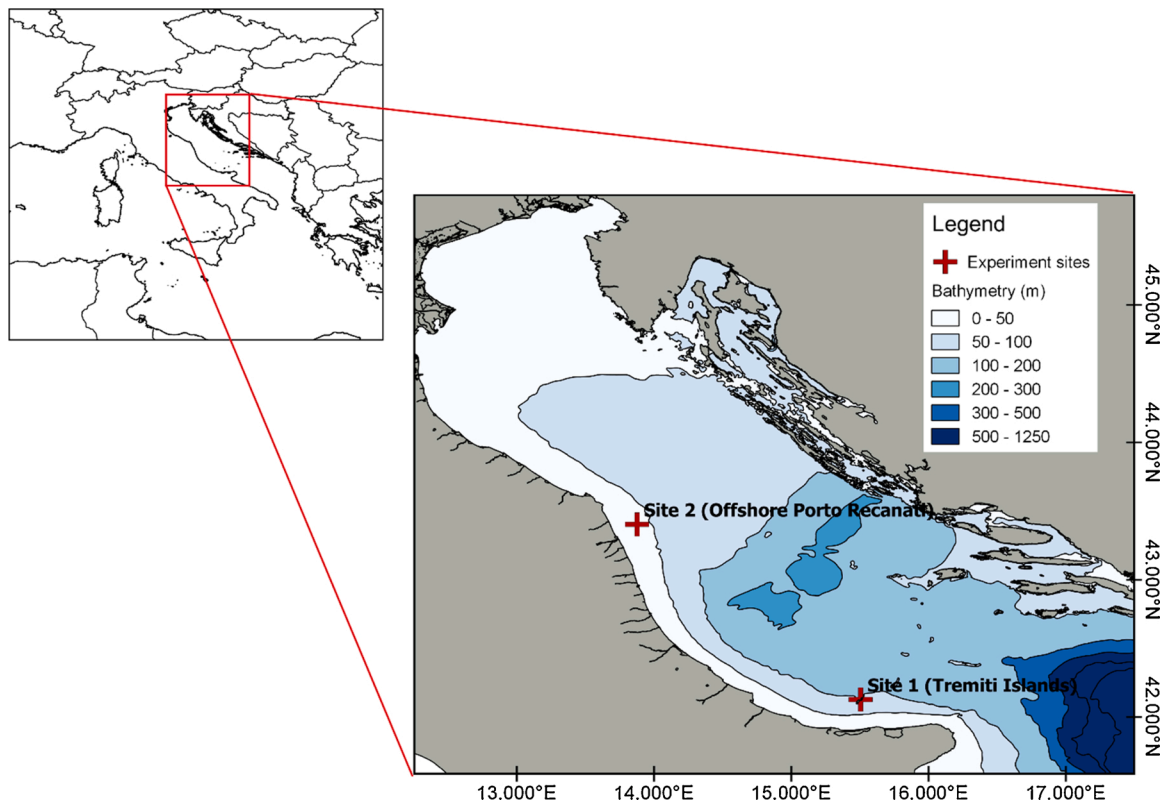 Legend
Experiment sites
Bathymetry (m)
0 - 50
50 - 100
100 - 200
200 - 300
300 - 500
500 - 1250
45.000°N
44.000°N
Site 2 (Offshore Porto Recanati)
43.000°N
Site 1 (Tremiti Islands)
42.000°N
13.000°E 14.000°E 15.000°E 16.000°E 17.000°E